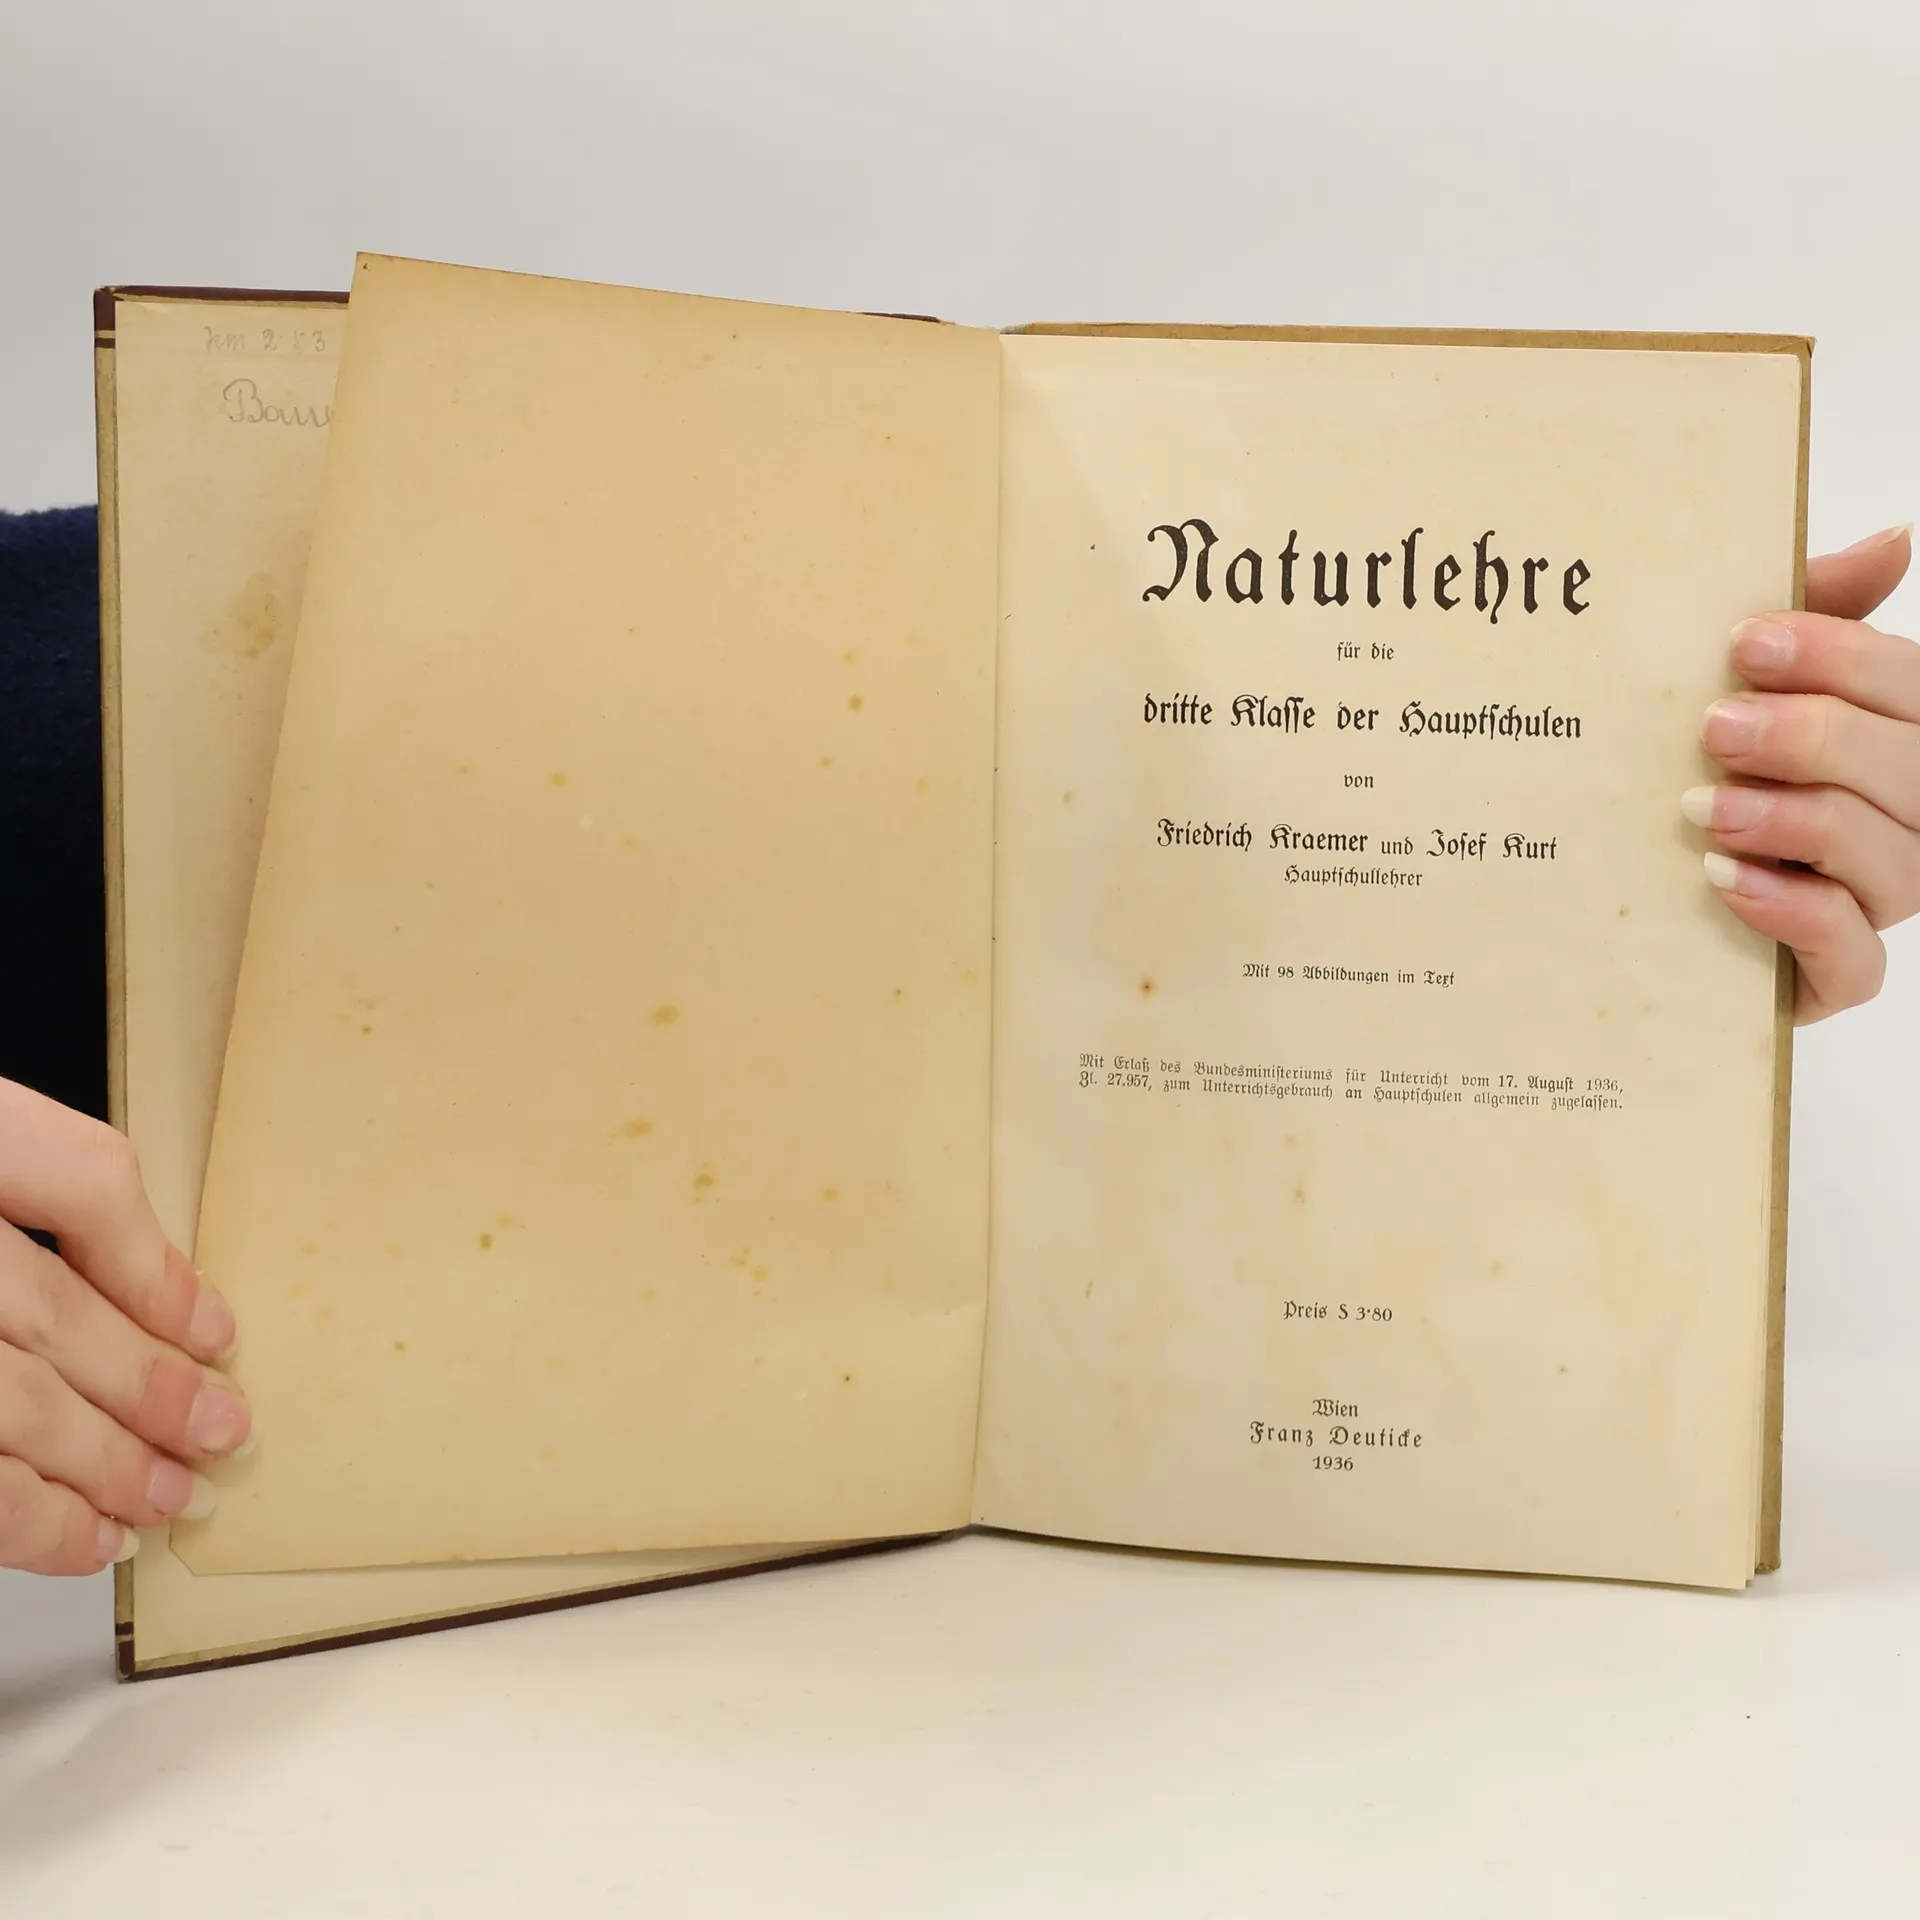 Naturlehre
für die
dritte Klasse der Hauptschulen
von
Friedrich Kraemer und Josef Kurt
Hauptschullehrer
Mit 98 Abbildungen im Text
Mit Erlaß des Bundesministeriums für Unterricht vom 17. August 1936,
Zl. 27.957, zum Unterrichtsgebrauch an Hauptschulen allgemein zugelassen.
Preis S 3·80
Wien
Franz Deuticke
1936